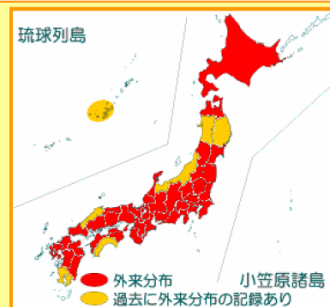 琉球列島
外来分布
小笠原諸島
過去に外来分布の記録あり